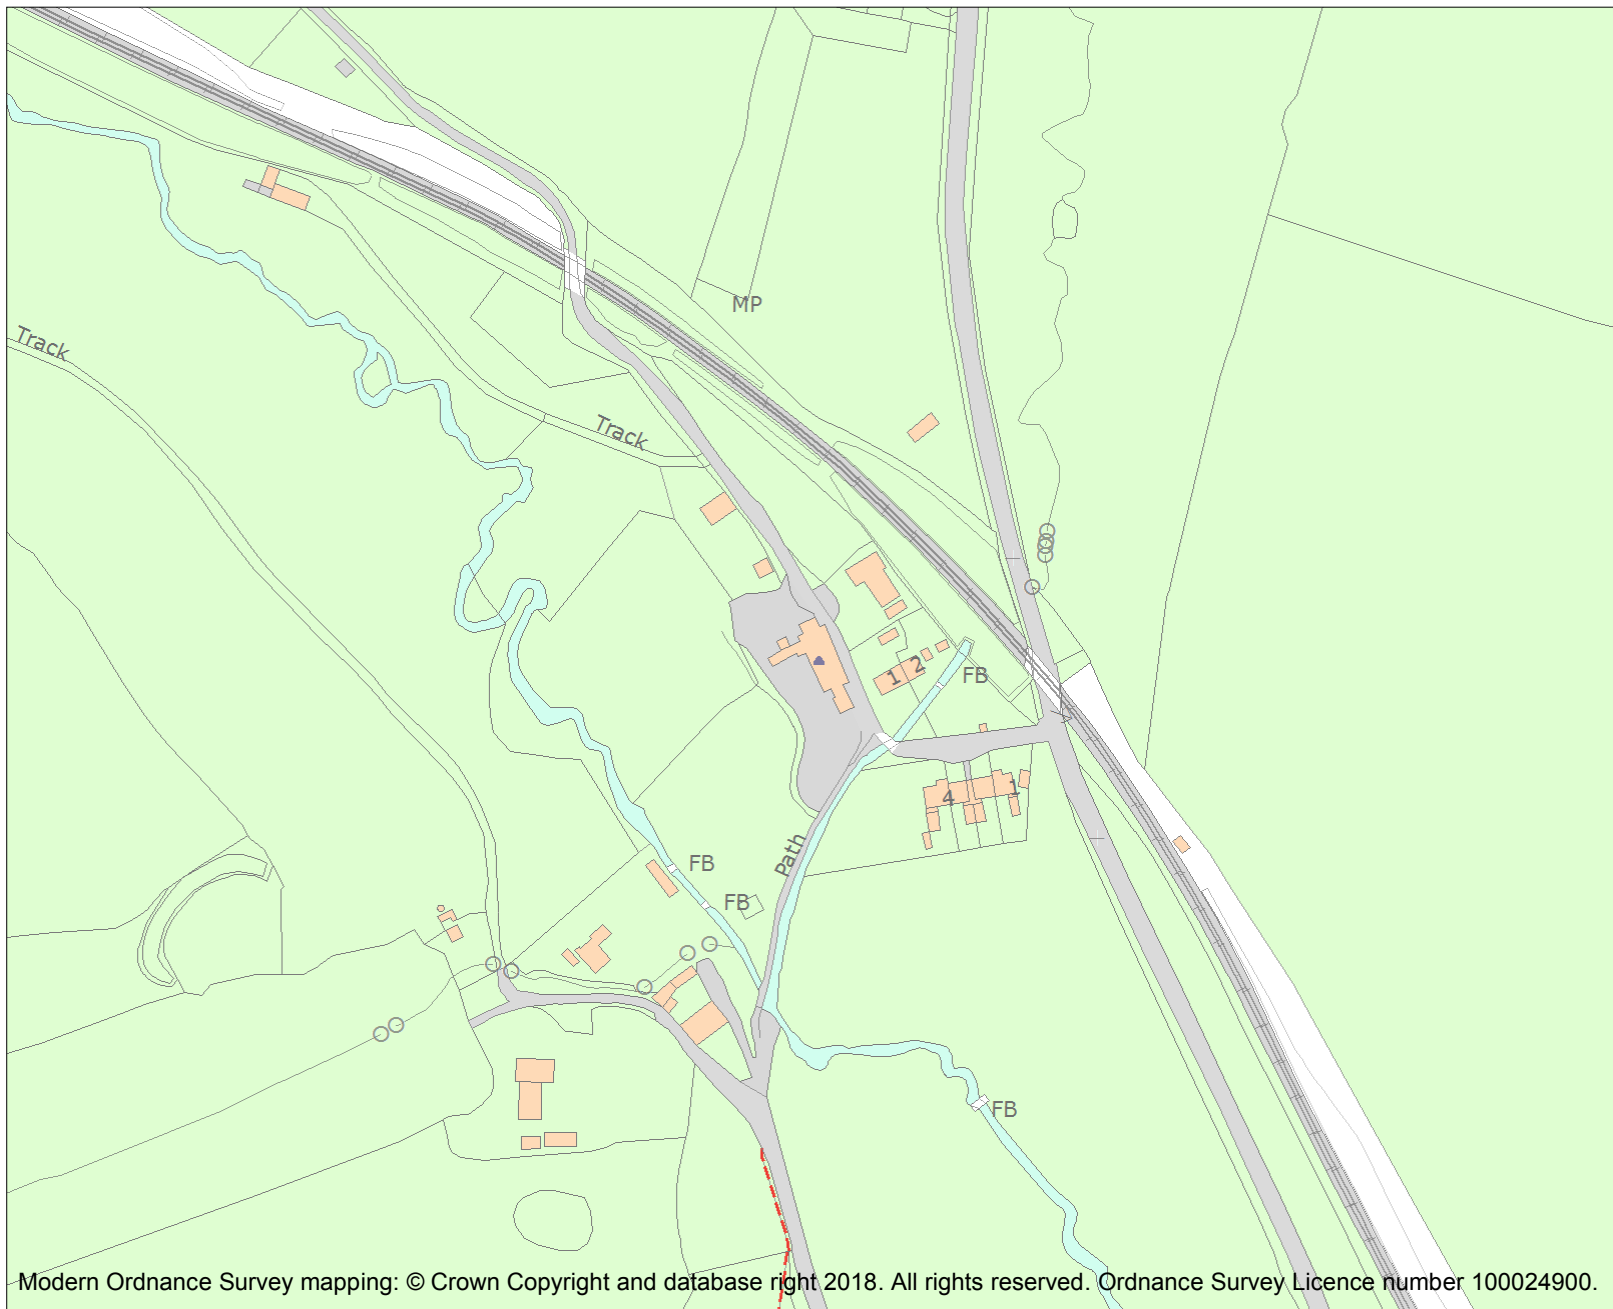 MP
Track
Track
2
1
FB
1
4
Path
FB
FB
FB
Modern Ordnance Survey mapping: © Crown Copyright and database right 2018. All rights reserved. Ordnance Survey Licence number 100024900.